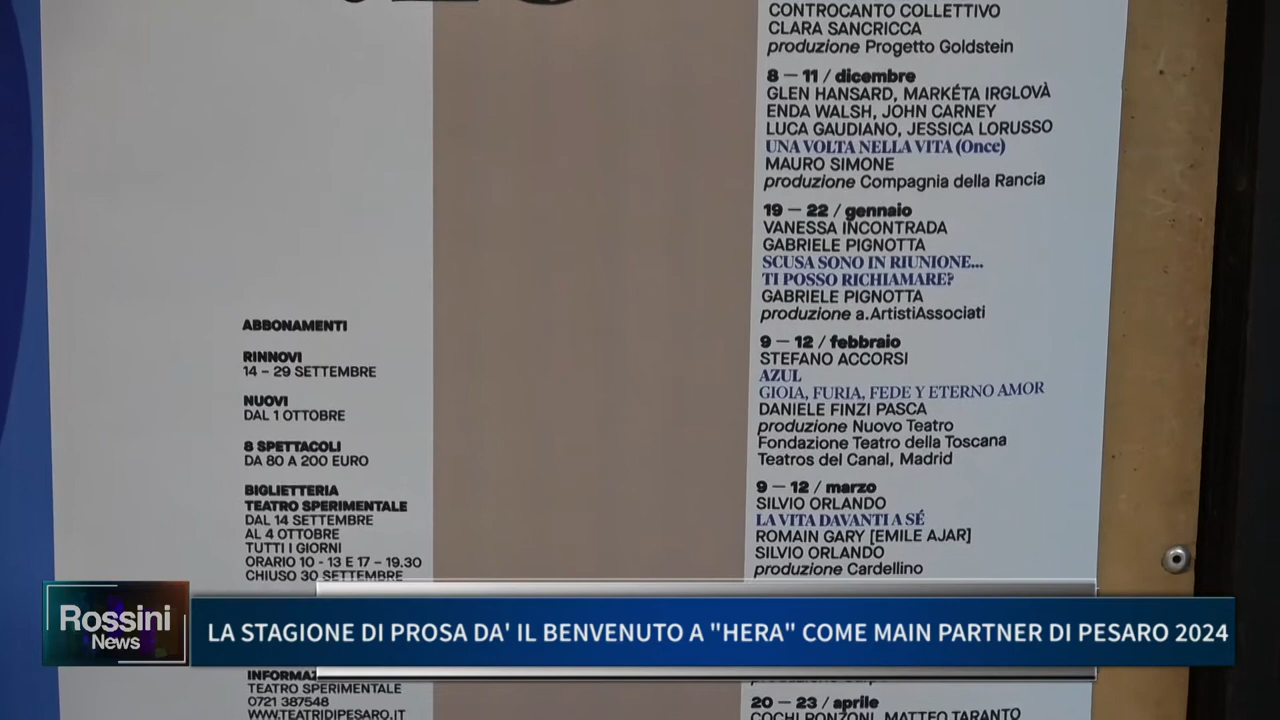 ABBONAMENTI
RINNOVI
14 – 29 SETTEMBRE
NUOVI
DAL 1 OTTOBRE
8 SPETTACOLI
DA 80 A 200 EURO
BIGLIETTERIA
TEATRO SPERIMENTALE
DAL 14 SETTEMBRE
AL 4 OTTOBRE
TUTTI I GIORNI
ORARIO 10 - 13 E 17 – 19.30
CHIUSO 30 SETTEMBRE
TEATRO SPERIMENTALE
0721 387548
WWW.TEATRIDIPESARO.IT
CONTROCANTO COLLETTIVO
CLARA SANCRICCA
produzione Progetto Goldstein
8 — 11 / dicembre
GLEN HANSARD, MARKÉTA IRGLOVÀ
ENDA WALSH, JOHN CARNEY
LUCA GAUDIANO, JESSICA LORUSSO
UNA VOLTA NELLA VITA (Once)
MAURO SIMONE
produzione Compagnia della Rancia
19 — 22 / gennaio
VANESSA INCONTRADA
GABRIELE PIGNOTTA
SCUSA SONO IN RIUNIONE...
TI POSSO RICHIAMARE?
GABRIELE PIGNOTTA
produzione a.ArtistiAssociati
9 — 12 / febbraio
STEFANO ACCORSI
AZUL
GIOIA, FURIA, FEDE Y ETERNO AMOR
DANIELE FINZI PASCA
produzione Nuovo Teatro
Fondazione Teatro della Toscana
Teatros del Canal, Madrid
9 — 12 / marzo
SILVIO ORLANDO
LA VITA DAVANTI A SÉ
ROMAIN GARY [EMILE AJAR]
SILVIO ORLANDO
produzione Cardellino
20 — 23 / aprile
COCHI PONZONI, MATTEO TARANTO
Rossini
News
LA STAGIONE DI PROSA DA' IL BENVENUTO A "HERA" COME MAIN PARTNER DI PESARO 2024